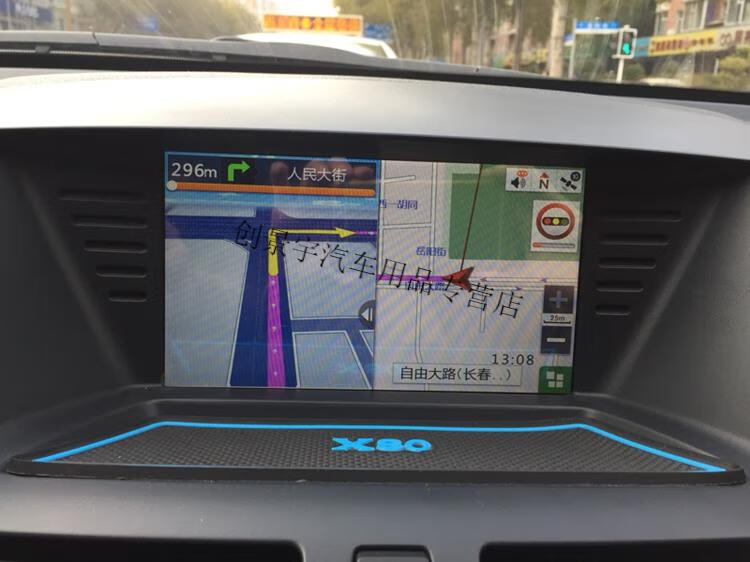 296m
人民大街
N
西一胡同
岳阳街
创景宇汽车用品专营店
25m
13:08
自由大路(长春..)
X80